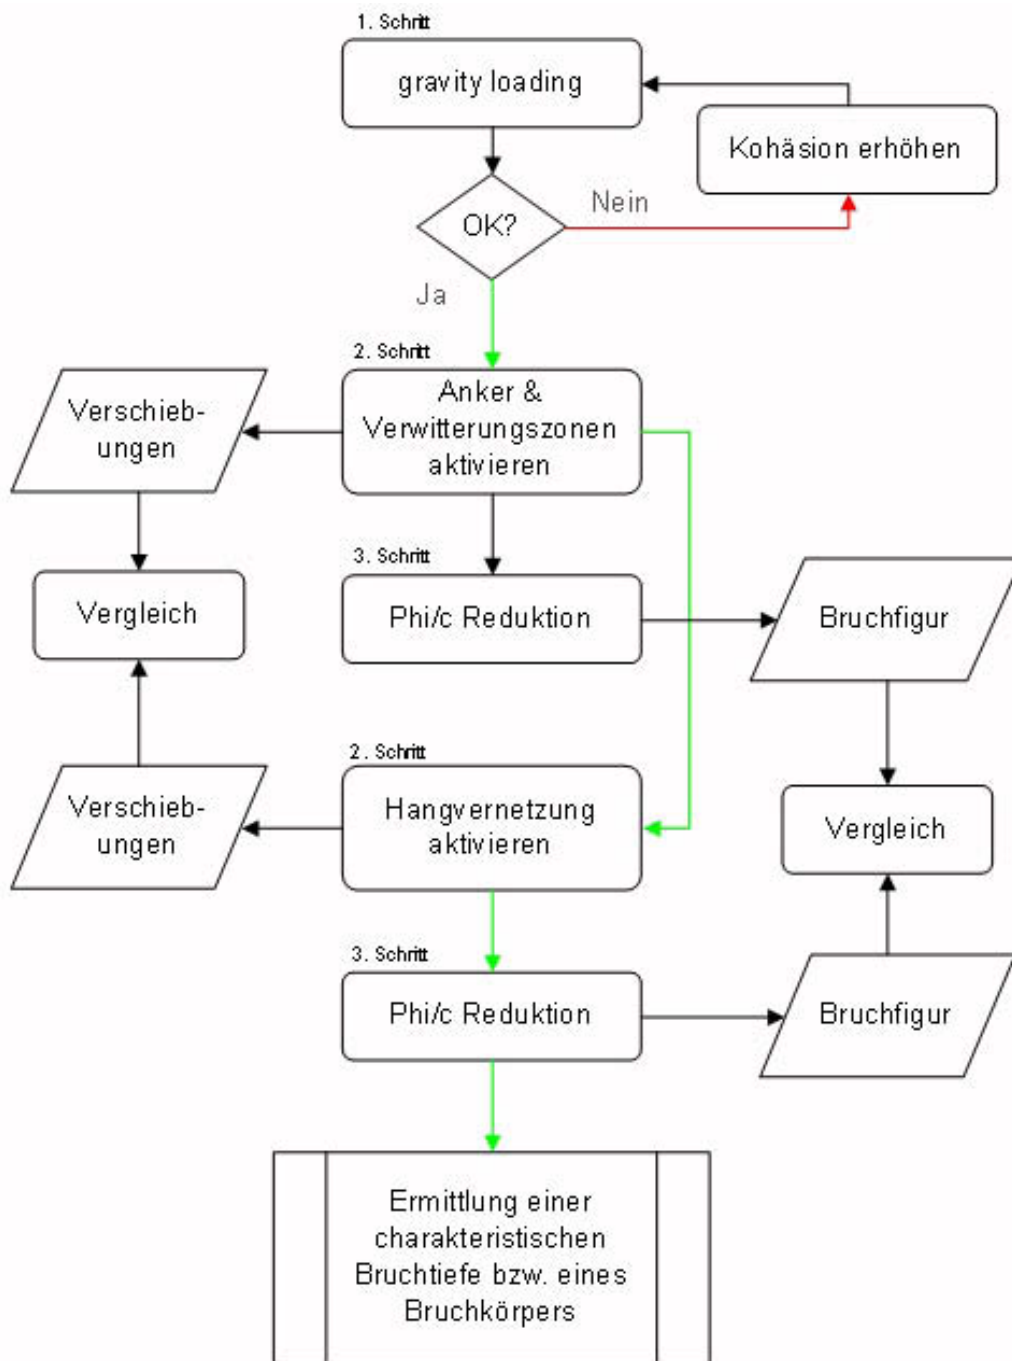 1. Schritt
gravity loading
Kohäsion erhöhen
Nein
OK?
Ja
2. Schritt
Anker &
Verwitterungszonen
aktivieren
Verschieb-
ungen
3. Schritt
Phi/c Reduktion
Vergleich
Bruchfigur
2. Schritt
Hangvernetzung
aktivieren
Verschieb-
ungen
Vergleich
3. Schritt
Phi/c Reduktion
Bruchfigur
Ermittlung einer
charakteristischen
Bruchtiefe bzw. eines
Bruchkörpers